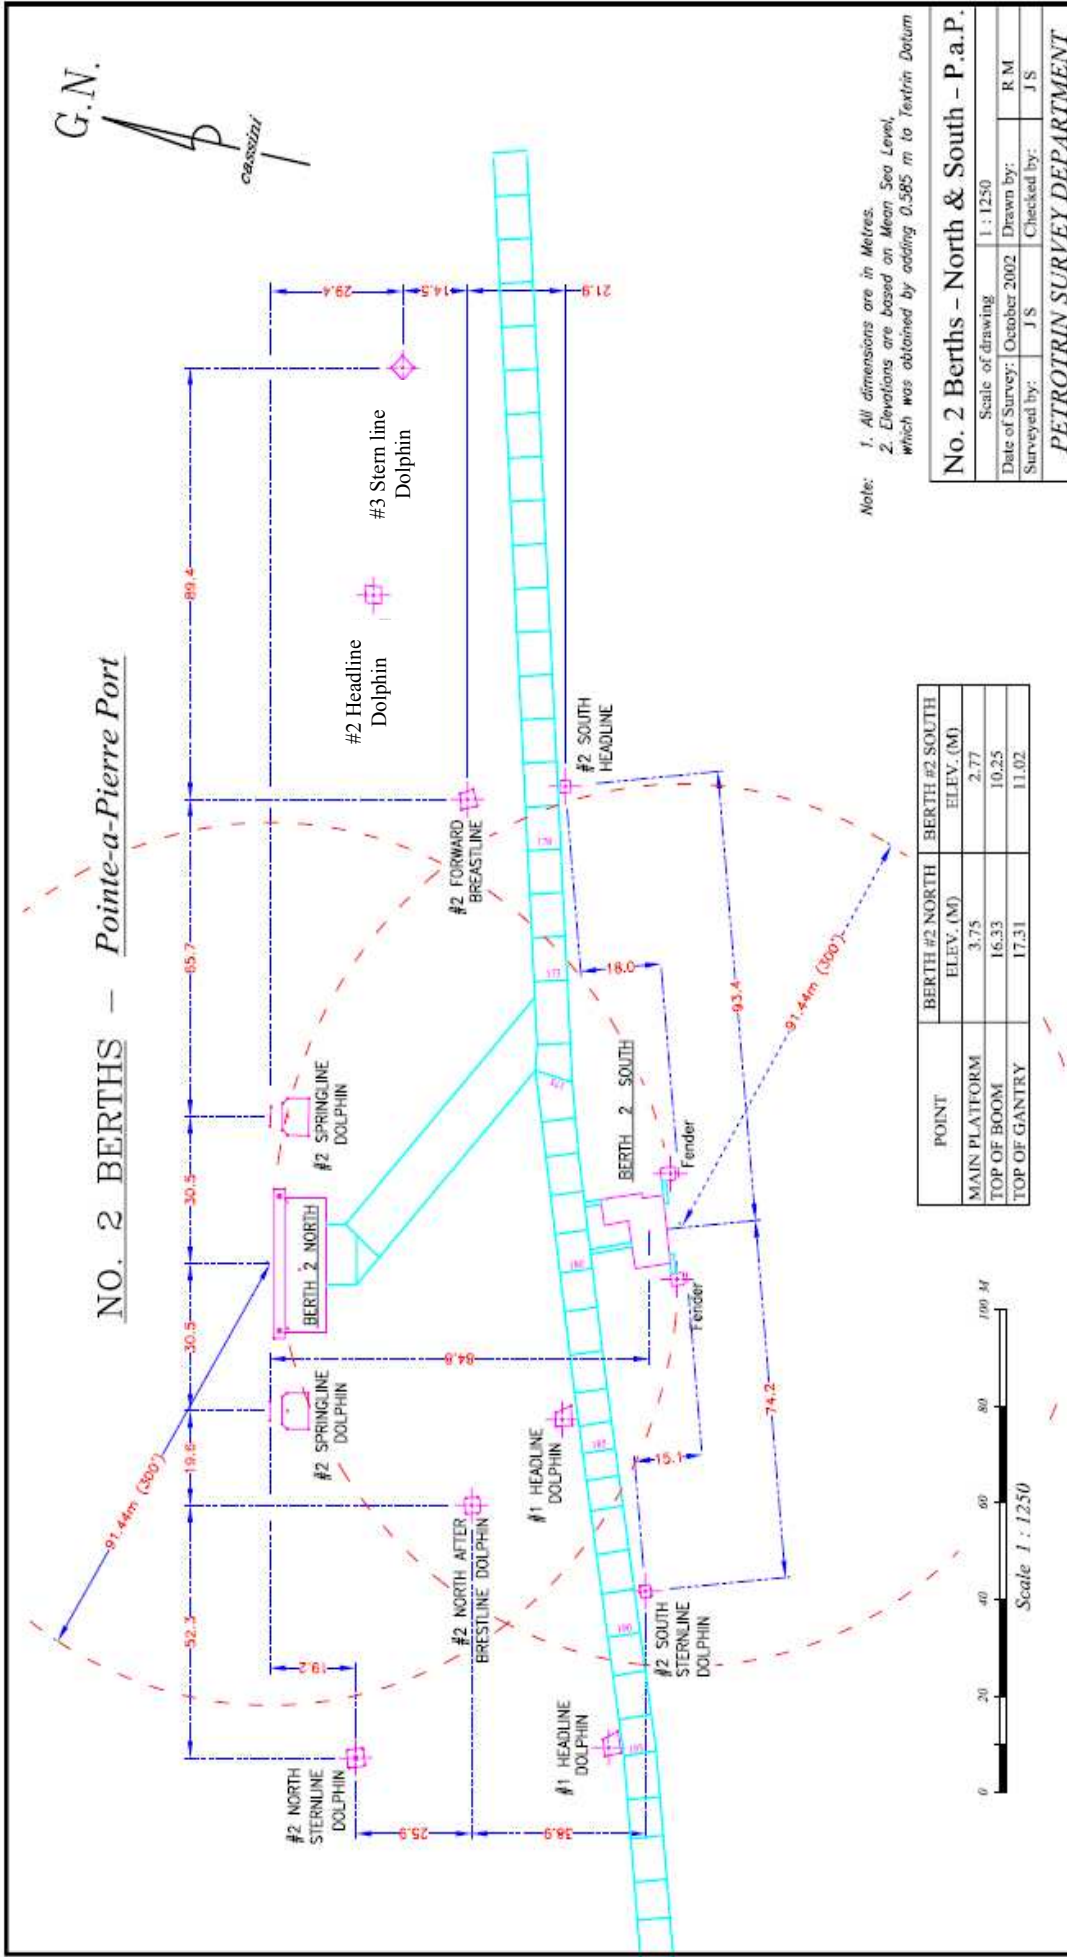 NO. 2 BERTHS - Pointe-a-Pierre Port
G.N.
cassini
91.44m (300')
52.3
19.6
30.5
30.5
65.7
89.4
19.2
25.9
38.9
84.8
29.4
14.5
21.9
#2 NORTH
STERNLINE
DOLPHIN
#2 SPRINGLINE
DOLPHIN
BERTH 2 NORTH
#2 SPRINGLINE
DOLPHIN
#2 Headline
Dolphin
#3 Stern line
Dolphin
#2 NORTH AFTER
BRESTLINE DOLPHIN
#2 FORWARD
BREASTLINE
#1 HEADLINE
DOLPHIN
#1 HEADLINE
DOLPHIN
#2 SOUTH
STERNLINE
DOLPHIN
BERTH 2 SOUTH
#2 SOUTH
HEADLINE
Fender
Fender
15.1
18.0
74.2
93.4
91.44m (300')
0 20 40 60 80 100 M
Scale 1 : 1250
POINT BERTH #2 NORTH ELEV. (M) BERTH #2 SOUTH ELEV. (M)
MAIN PLATFORM 3.75 2.77
TOP OF BOOM 16.33 10.25
TOP OF GANTRY 17.31 11.02
Note: 1. All dimensions are in Metres.
2. Elevations are based on Mean Sea Level,
which was obtained by adding 0.585 m to Textrin Datum
No. 2 Berths - North & South - P.a.P.
Scale of drawing 1 : 1250
Date of Survey: October 2002 Drawn by: R M
Surveyed by: J S Checked by: J S
PETROTRIN SURVEY DEPARTMENT